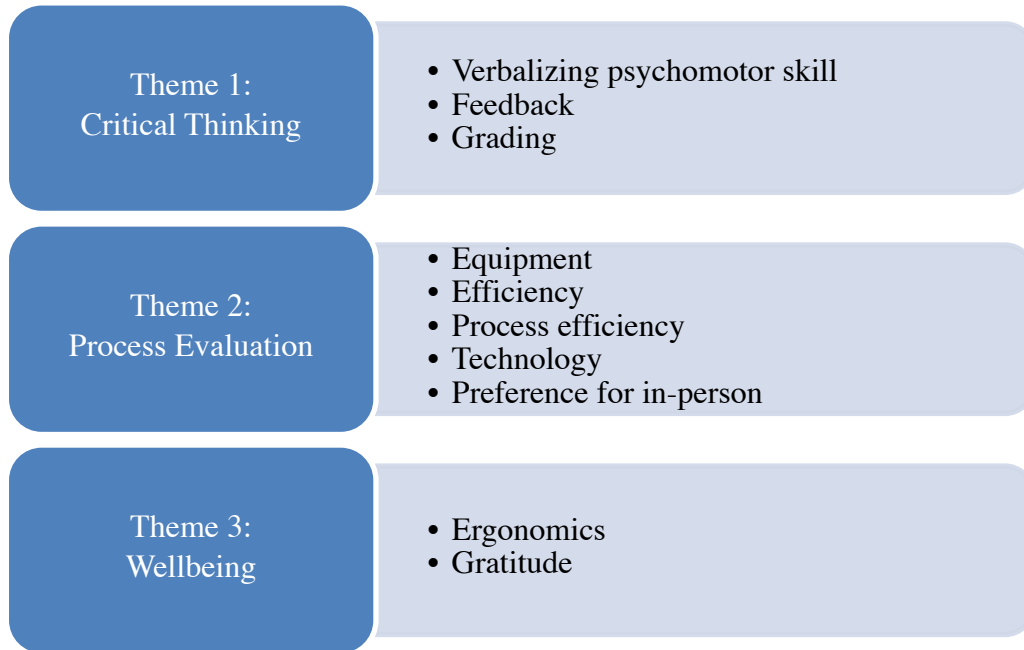 Theme 1:
Critical Thinking
• Verbalizing psychomotor skill
• Feedback
• Grading
Theme 2:
Process Evaluation
• Equipment
• Efficiency
• Process efficiency
• Technology
• Preference for in-person
Theme 3:
Wellbeing
• Ergonomics
• Gratitude